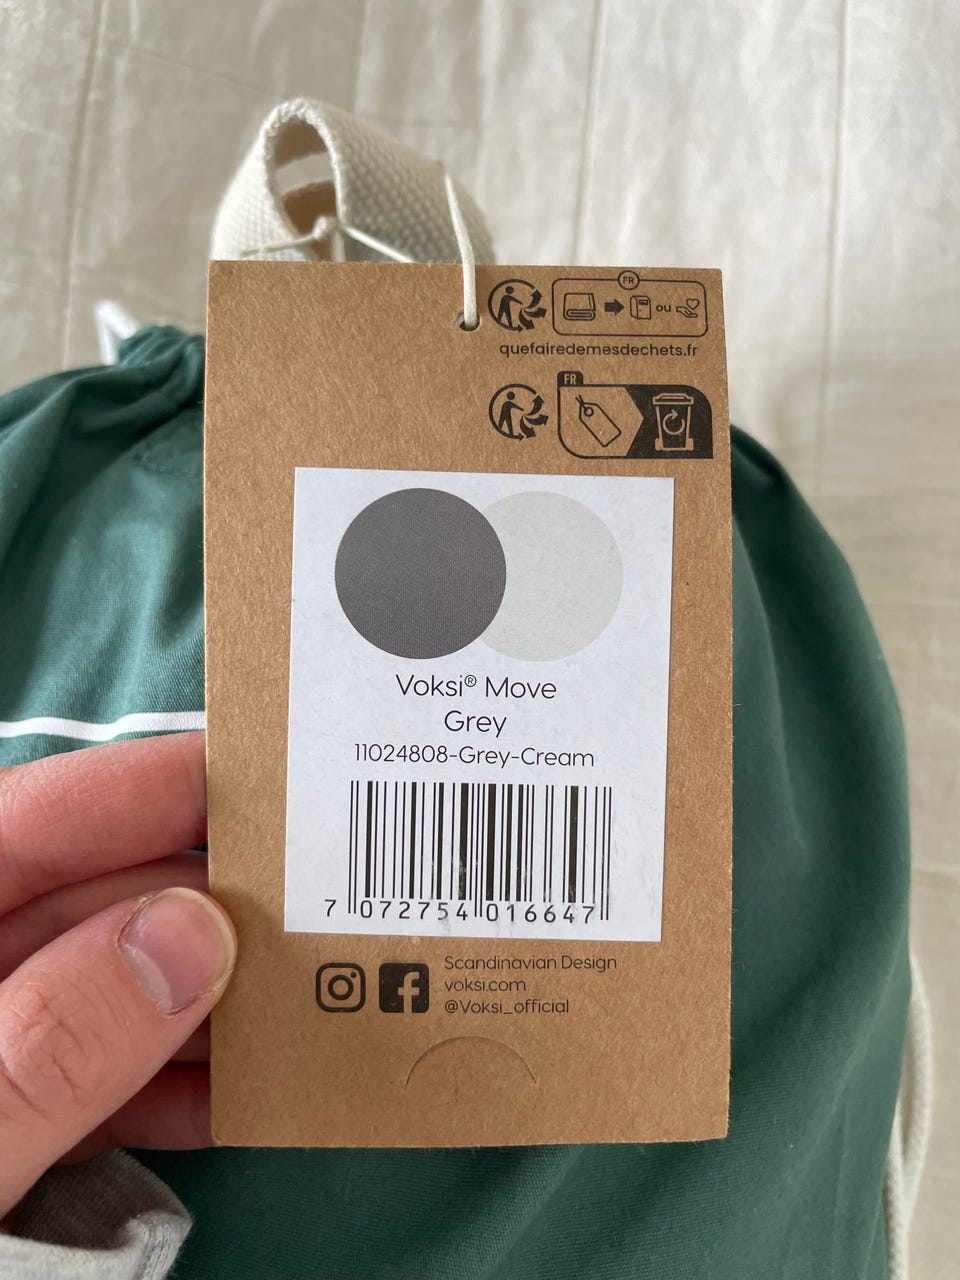 FR
ou
quefairedemesdechets.fr
FR
Voksi® Move
Grey
11024808-Grey-Cream
7 072754 016647
Scandinavian Design
voksi.com
@Voksi_official